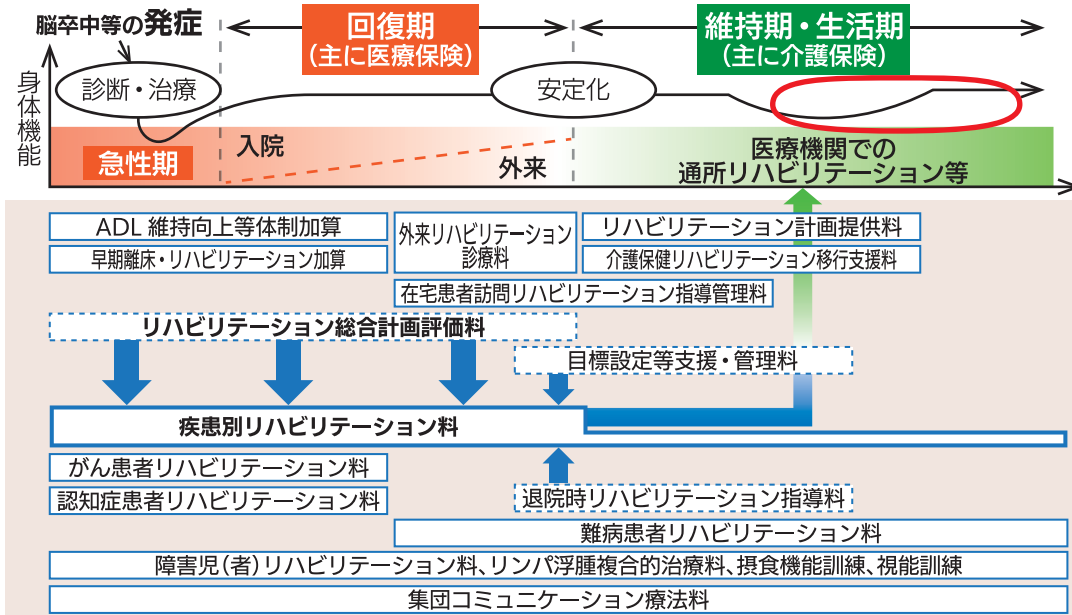 脳卒中等の発症
回復期
(主に医療保険)
維持期・生活期
(主に介護保険)
身体機能
診断・治療
安定化
急性期
入院
外来
医療機関での
通所リハビリテーション等
ADL 維持向上等体制加算
外来リハビリテーション
診療料
リハビリテーション計画提供料
早期離床・リハビリテーション加算
介護保健リハビリテーション移行支援料
在宅患者訪問リハビリテーション指導管理料
リハビリテーション総合計画評価料
目標設定等支援・管理料
疾患別リハビリテーション料
がん患者リハビリテーション料
認知症患者リハビリテーション料
退院時リハビリテーション指導料
難病患者リハビリテーション料
障害児(者)リハビリテーション料、リンパ浮腫複合的治療料、摂食機能訓練、視能訓練
集団コミュニケーション療法料